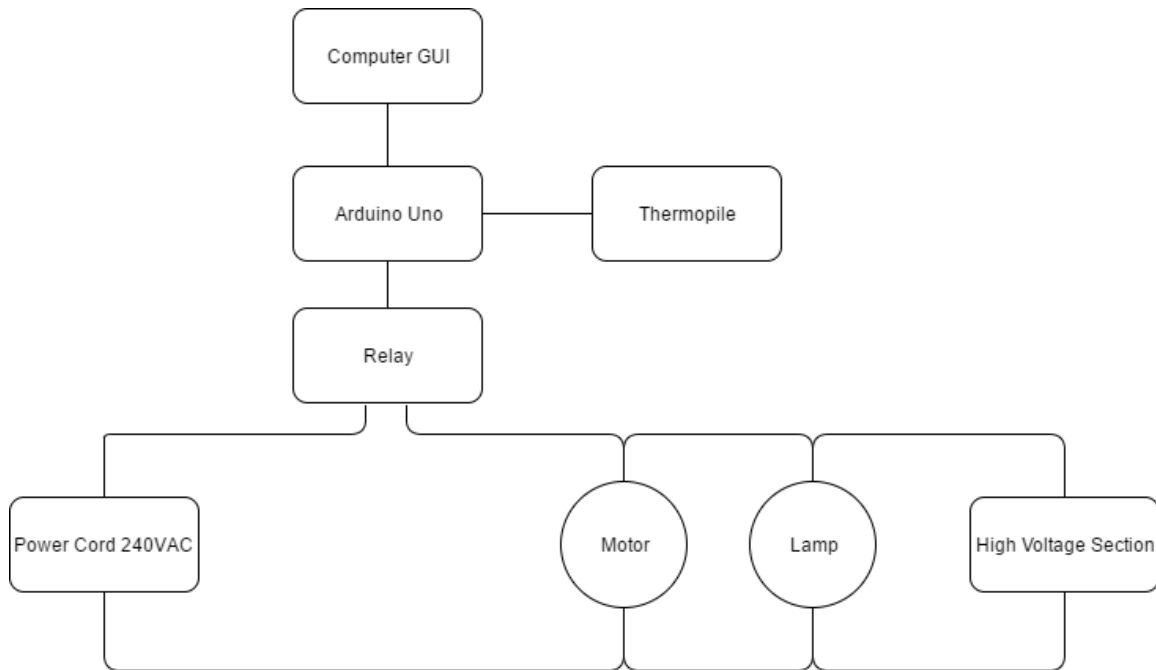 Computer GUI
Arduino Uno
Thermopile
Relay
Power Cord 240VAC
Motor
Lamp
High Voltage Section